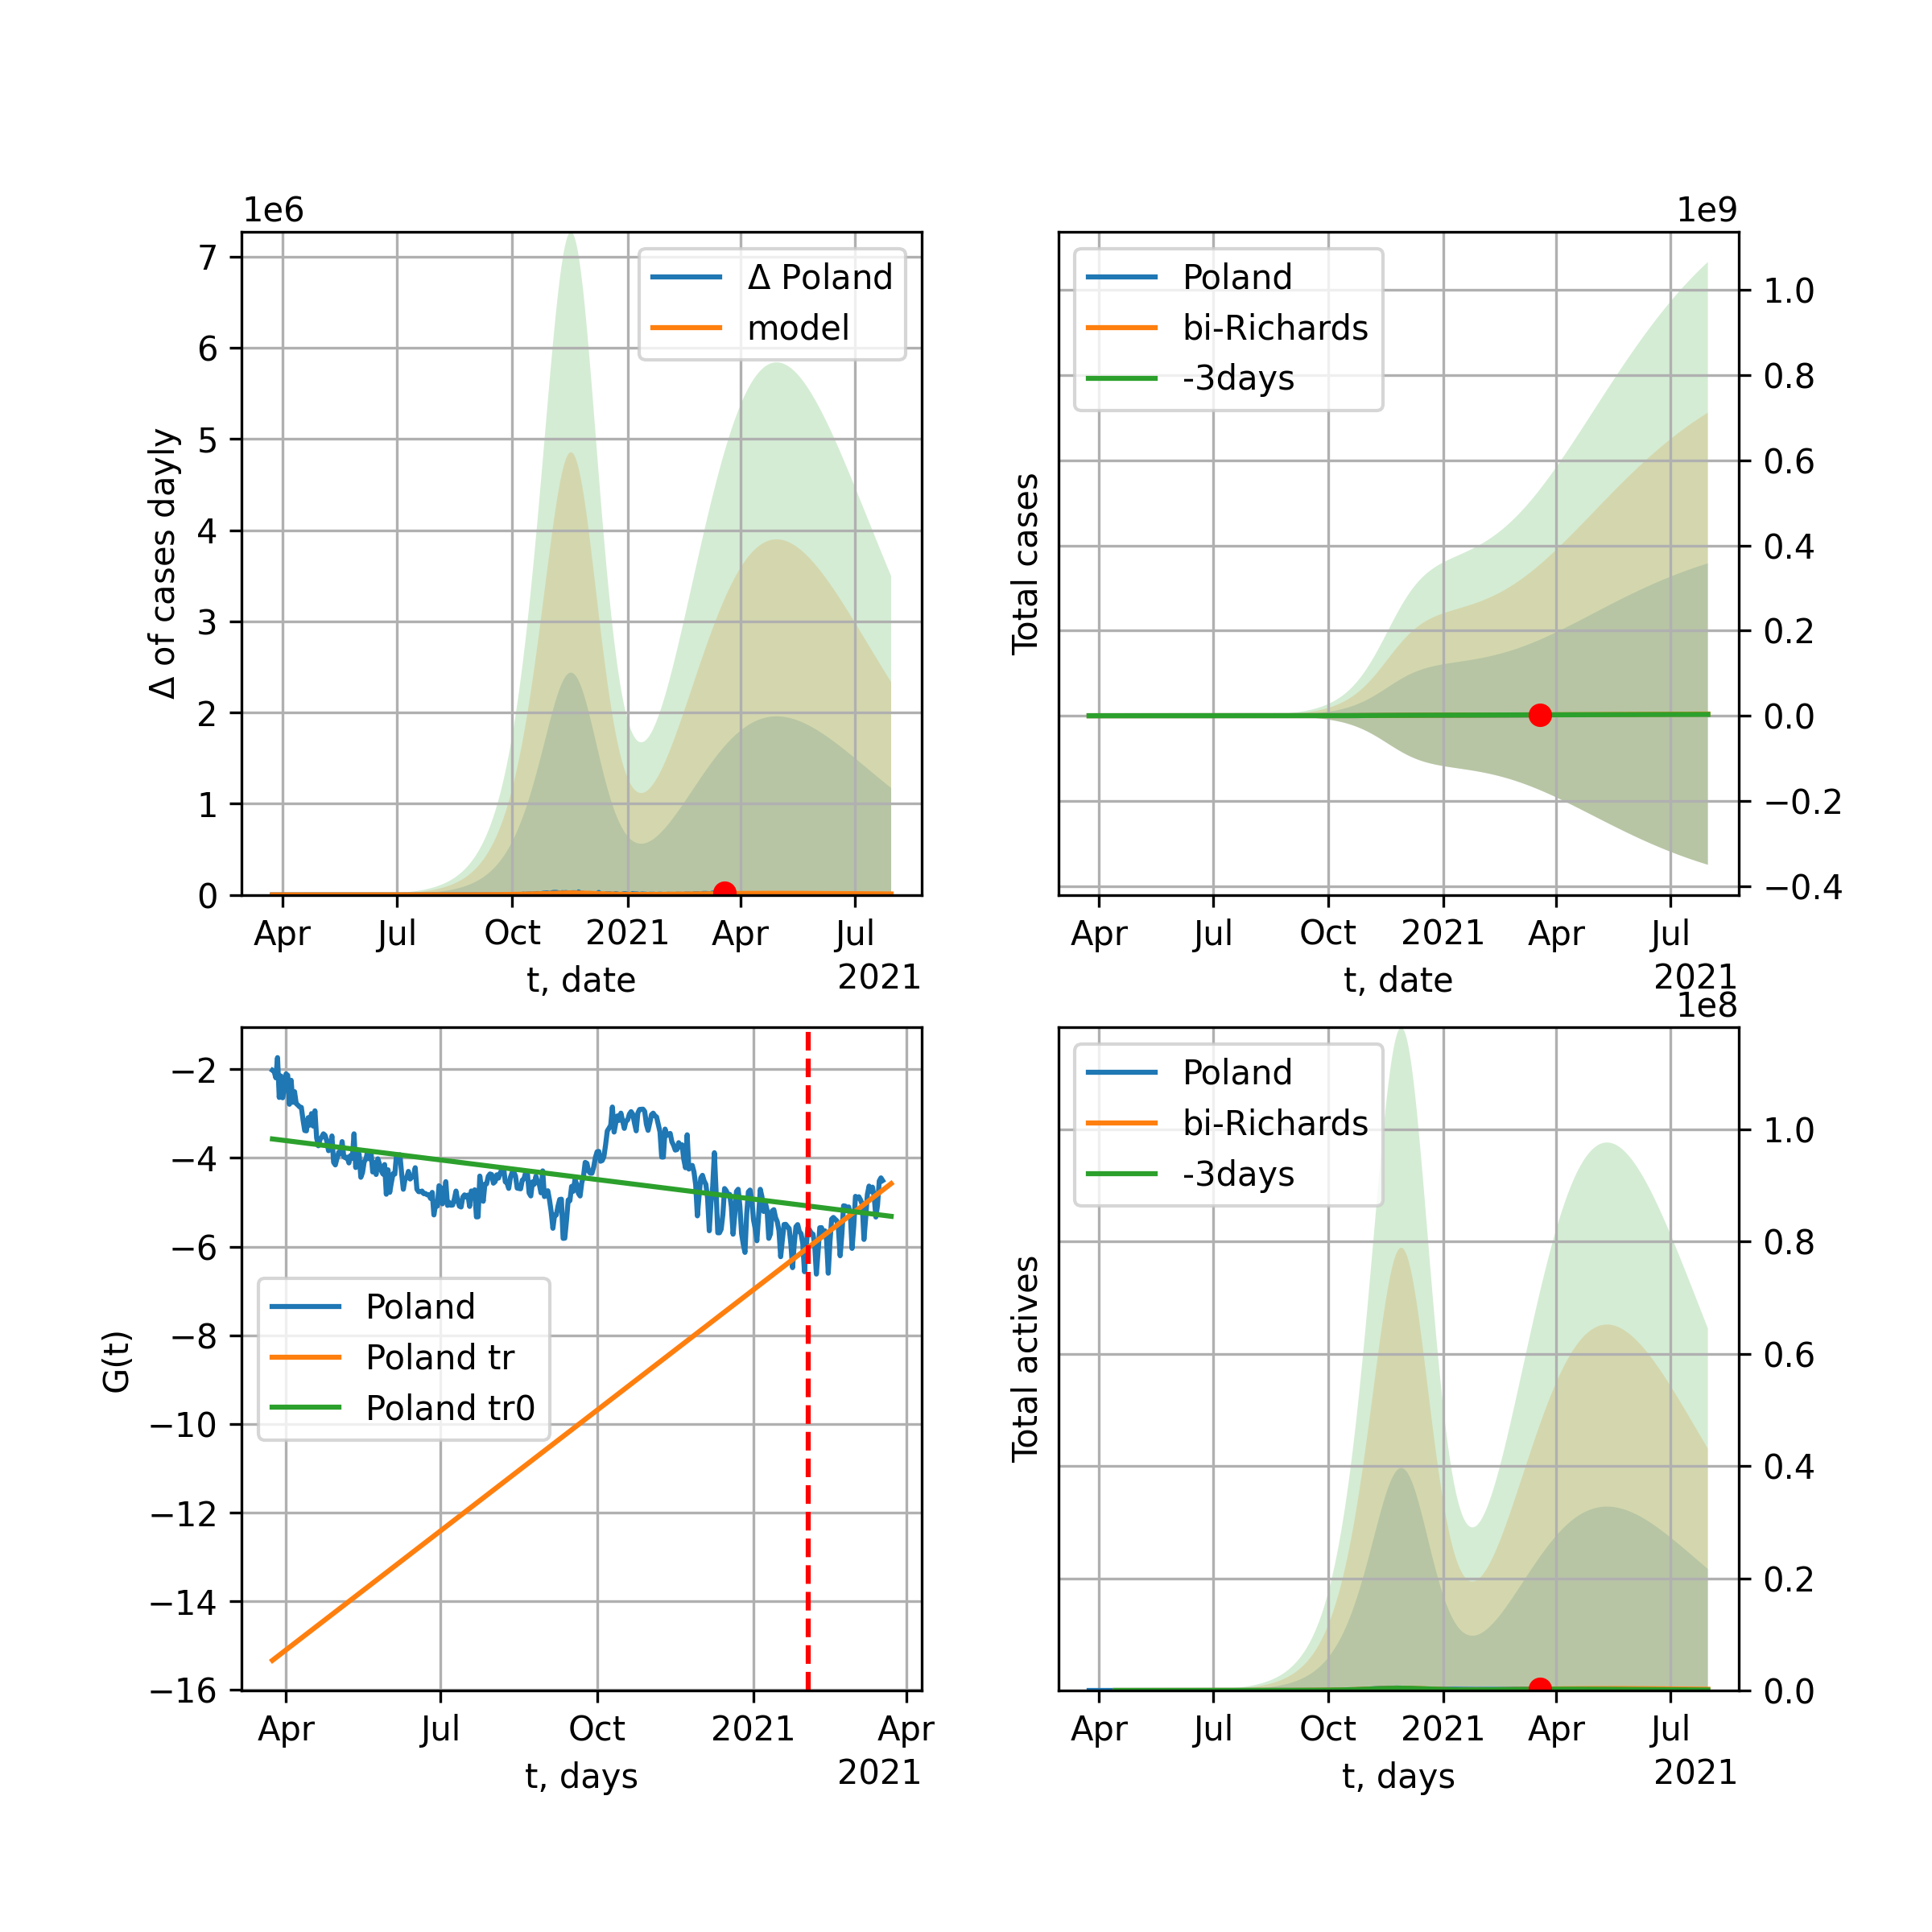 1e6
7
6
5
4
3
2
1
0
Δ of cases dayly
Δ Poland
model
Apr Jul Oct 2021 Apr Jul
t, date
2021
1e9
Total cases
Poland
bi-Richards
-3days
1.0
0.8
0.6
0.4
0.2
0.0
−0.2
−0.4
Apr Jul Oct 2021 Apr Jul
t, date
2021
−2
−4
−6
−8
−10
−12
−14
−16
G(t)
Poland
Poland tr
Poland tr0
Apr Jul Oct 2021 Apr
t, days
2021
1e8
Total actives
Poland
bi-Richards
-3days
1.0
0.8
0.6
0.4
0.2
0.0
Apr Jul Oct 2021 Apr Jul
t, days
2021